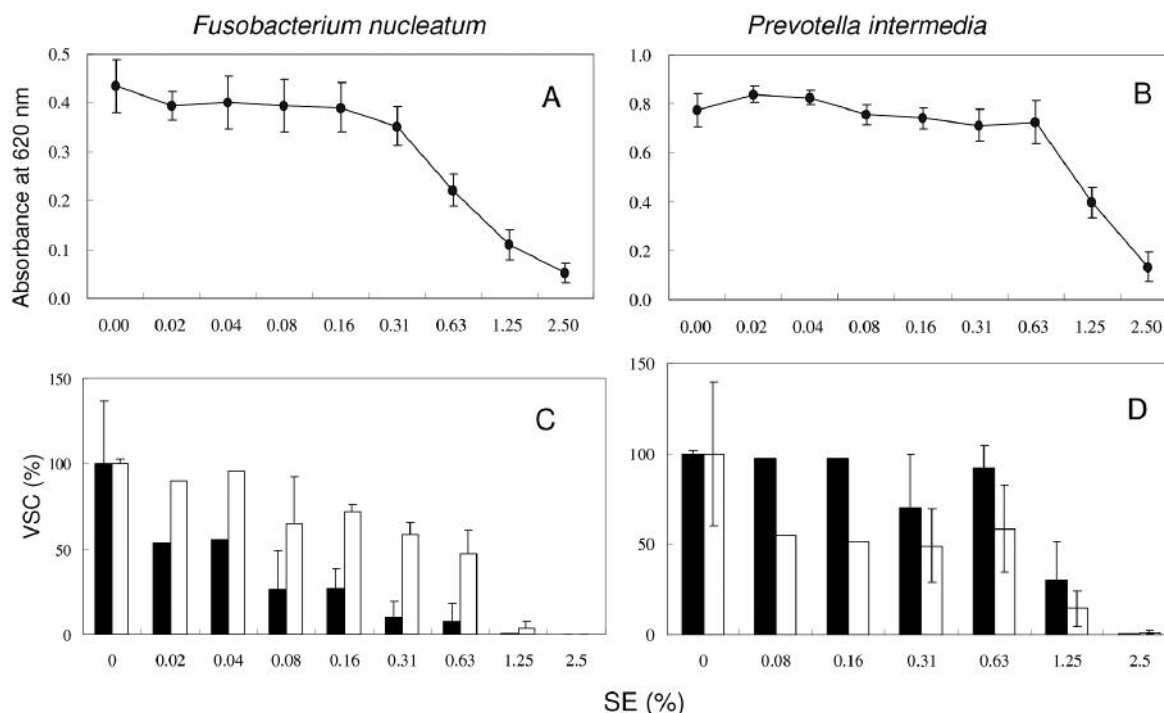 Fusobacterium nucleatum
Prevotella intermedia
Absorbance at 620 nm
0.5
0.4
0.3
0.2
0.1
0.0
A
0.00 0.02 0.04 0.08 0.16 0.31 0.63 1.25 2.50
1.0
0.8
0.6
0.4
0.2
0.0
B
0.00 0.02 0.04 0.08 0.16 0.31 0.63 1.25 2.50
VSC (%)
150
100
50
0
C
0 0.02 0.04 0.08 0.16 0.31 0.63 1.25 2.5
150
100
50
0
D
0 0.08 0.16 0.31 0.63 1.25 2.5
SE (%)